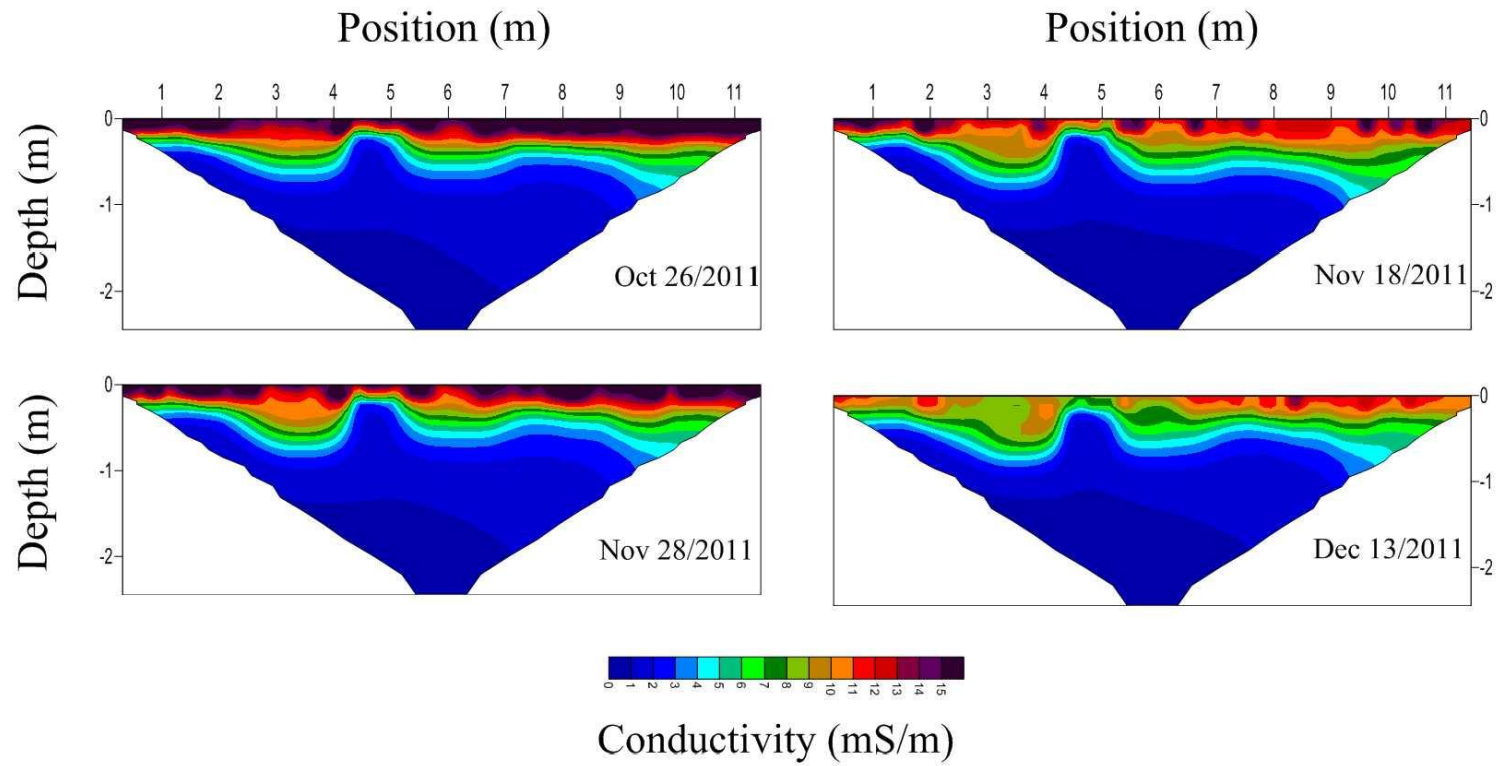 Position (m)
Position (m)
1 2 3 4 5 6 7 8 9 10 11
1 2 3 4 5 6 7 8 9 10 11
Depth (m)
0
-1
-2
Oct 26/2011
0
-1
-2
Nov 18/2011
Depth (m)
0
-1
-2
Nov 28/2011
0
-1
-2
Dec 13/2011
0 1 2 3 4 5 6 7 8 9 10 11 12 13 14 15
Conductivity (mS/m)